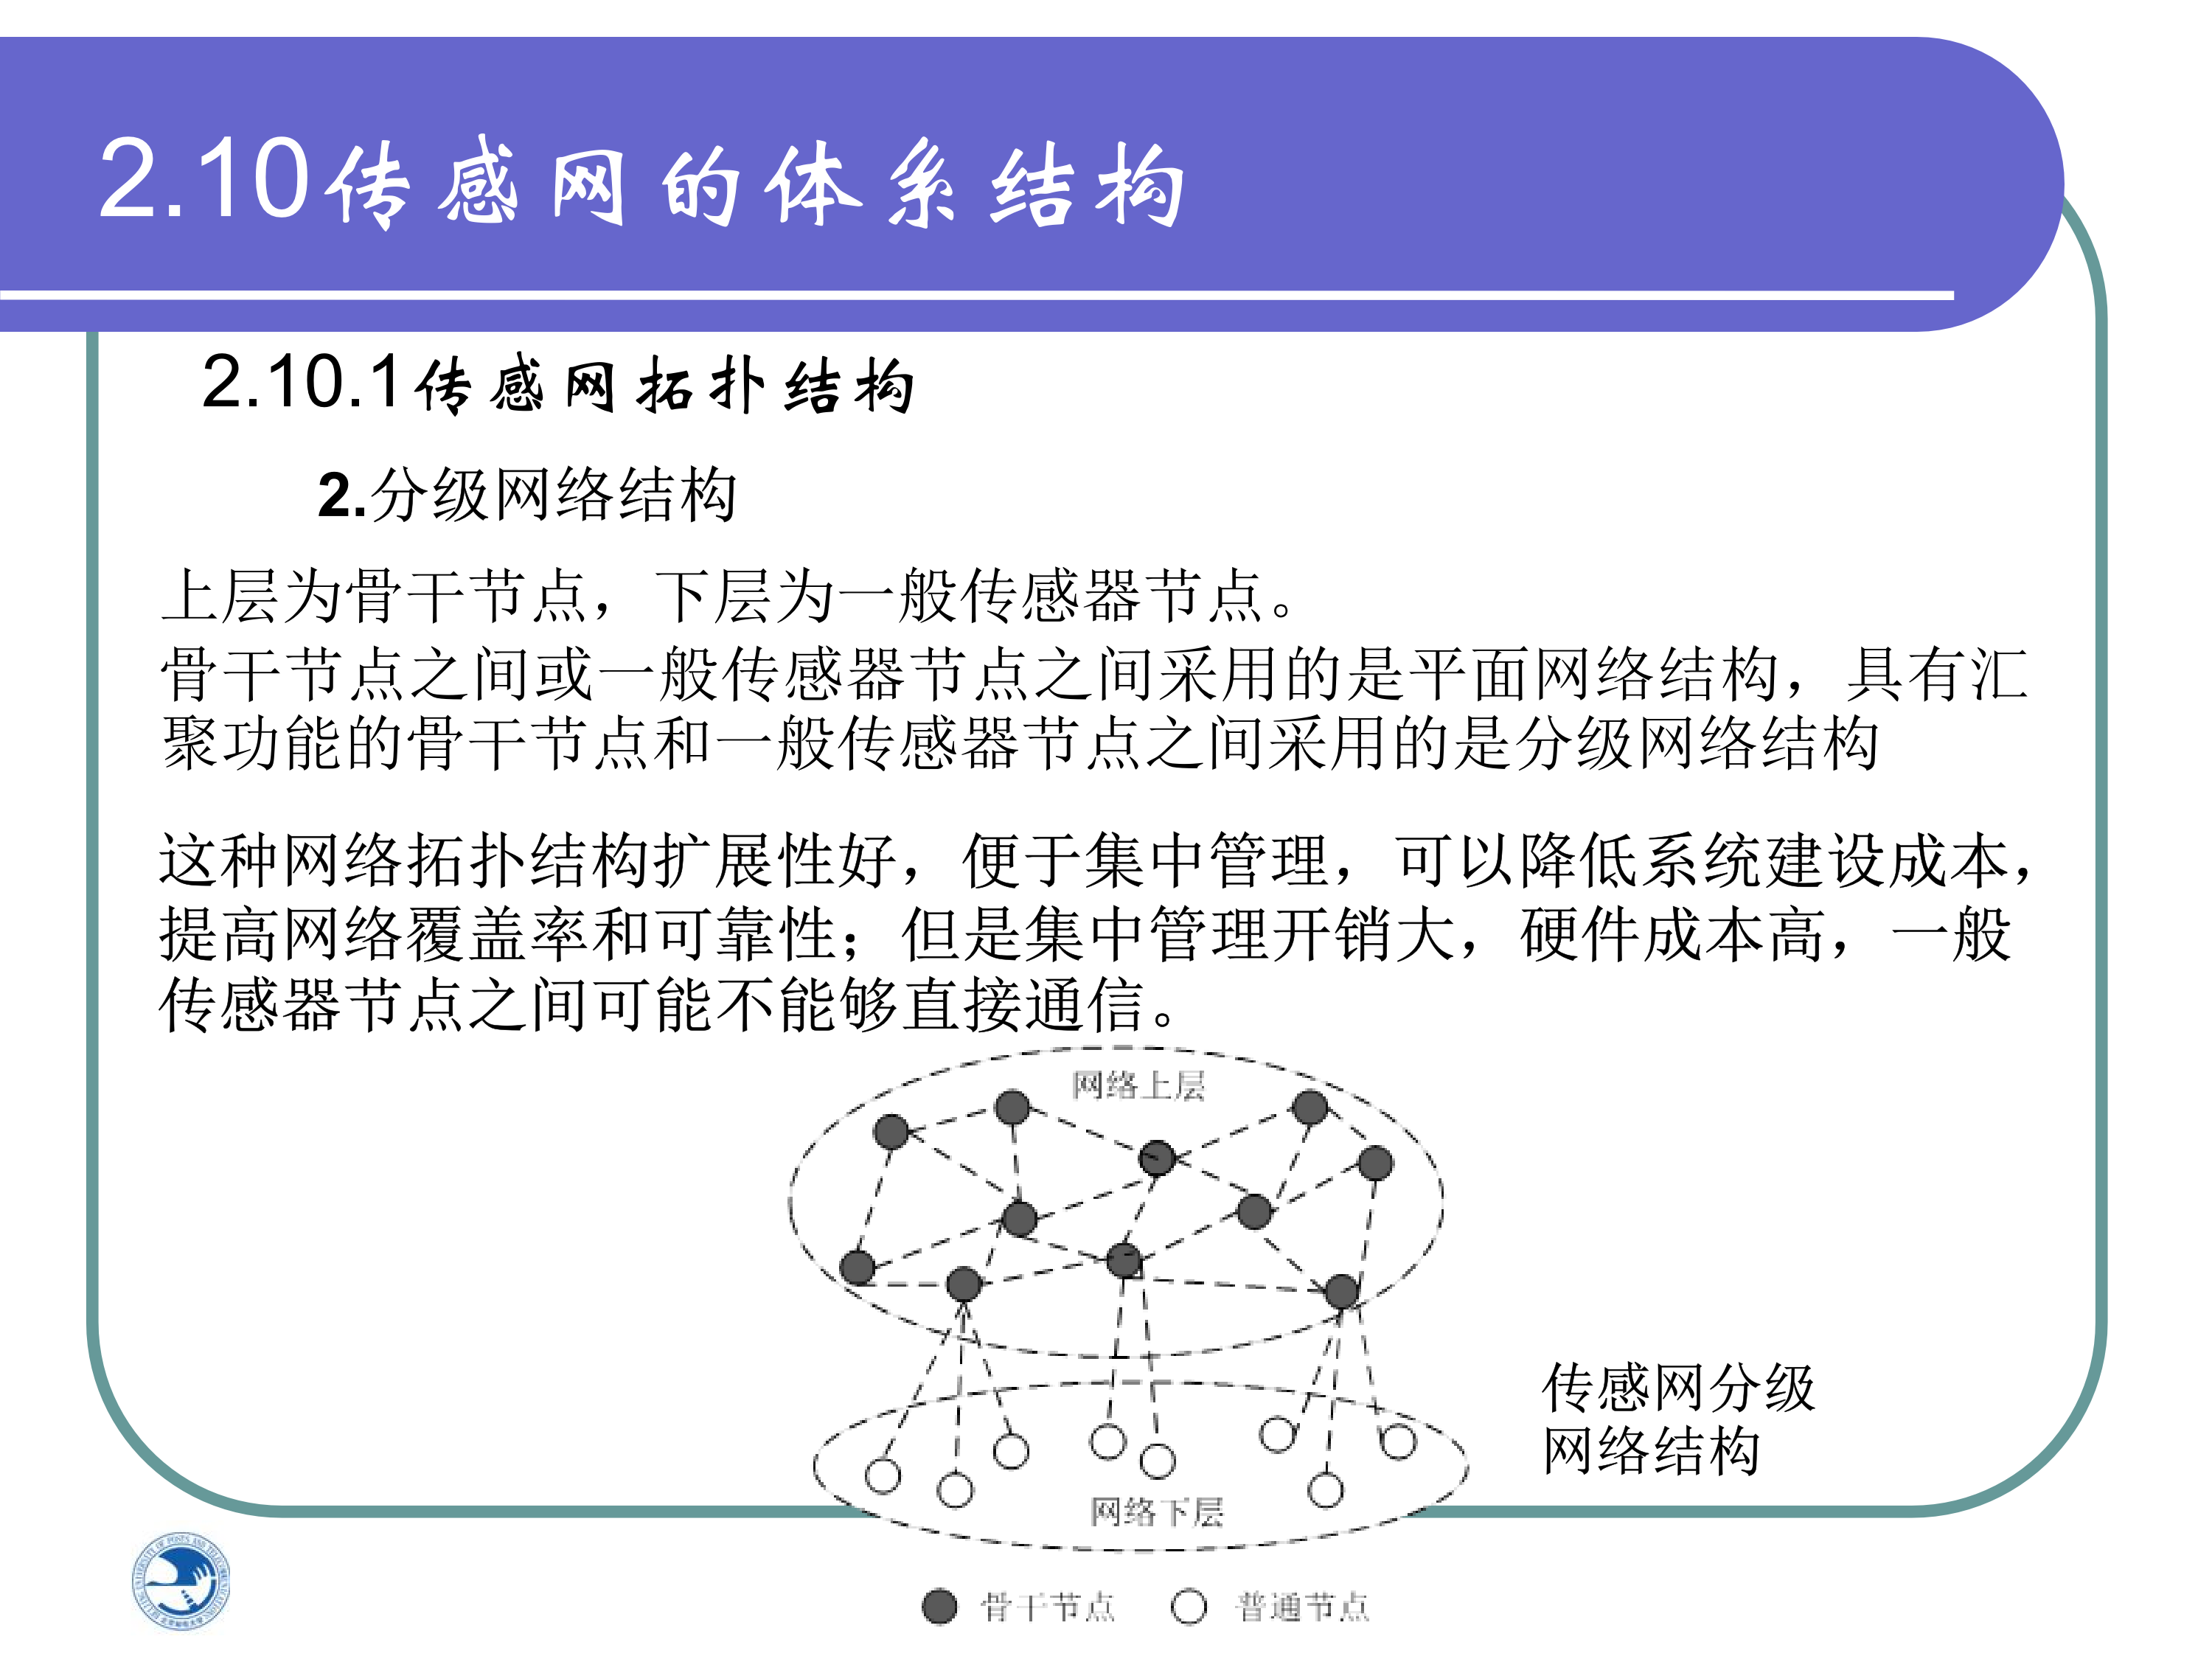 2.10传感网的体系结构
2.10.1传感网拓扑结构
2.分级网络结构
上层为骨干节点，下层为一般传感器节点。
骨干节点之间或一般传感器节点之间采用的是平面网络结构，具有汇
聚功能的骨干节点和一般传感器节点之间采用的是分级网络结构
这种网络拓扑结构扩展性好，便于集中管理，可以降低系统建设成本，
提高网络覆盖率和可靠性；但是集中管理开销大，硬件成本高，一般
传感器节点之间可能不能够直接通信。
网络上层
传感网分级
网络结构
网络下层
骨干节点 普通节点